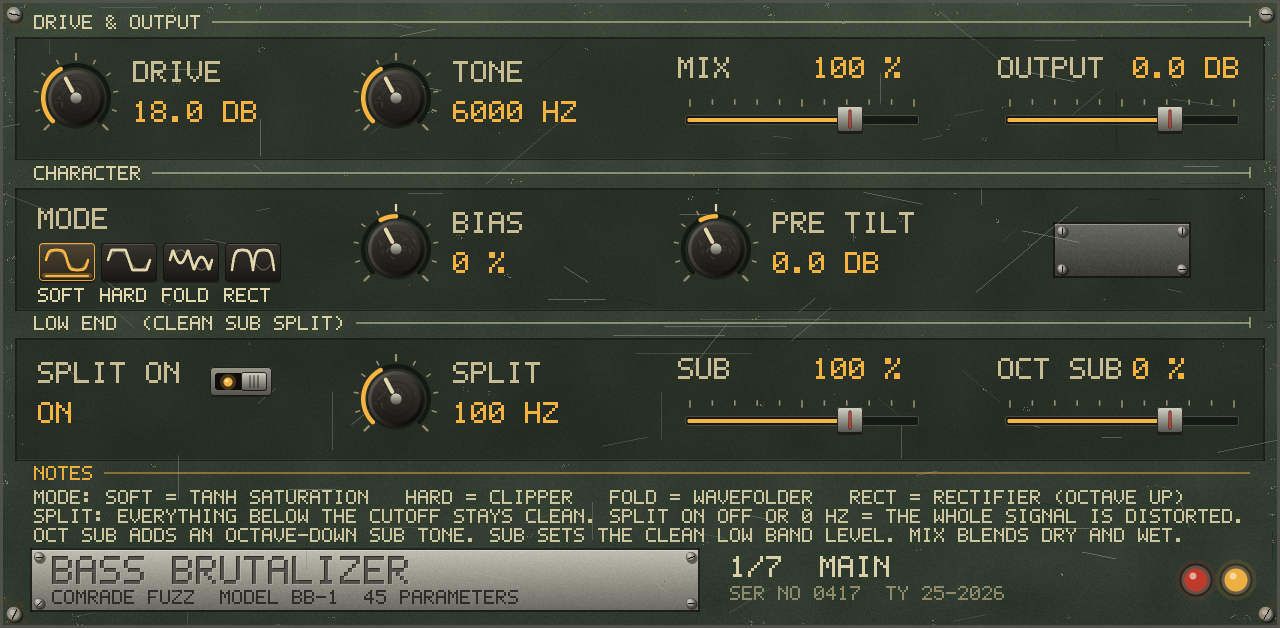 DRIVE & OUTPUT
DRIVE
18.0 DB
TONE
6000 HZ
MIX 100 %
OUTPUT 0.0 DB
CHARACTER
MODE
SOFT HARD FOLD RECT
BIAS
0 %
PRE TILT
0.0 DB
LOW END (CLEAN SUB SPLIT)
SPLIT ON
ON
SPLIT
100 HZ
SUB 100 %
OCT SUB 0 %
NOTES
MODE: SOFT = TANH SATURATION HARD = CLIPPER FOLD = WAVEFOLDER RECT = RECTIFIER (OCTAVE UP)
SPLIT: EVERYTHING BELOW THE CUTOFF STAYS CLEAN. SPLIT ON OFF OR 0 HZ = THE WHOLE SIGNAL IS DISTORTED.
OCT SUB ADDS AN OCTAVE-DOWN SUB TONE. SUB SETS THE CLEAN LOW BAND LEVEL. MIX BLENDS DRY AND WET.
BASS BRUTALIZER
COMRADE FUZZ MODEL BB-1 45 PARAMETERS
1/7 MAIN
SER NO 0417 TY 25-2026